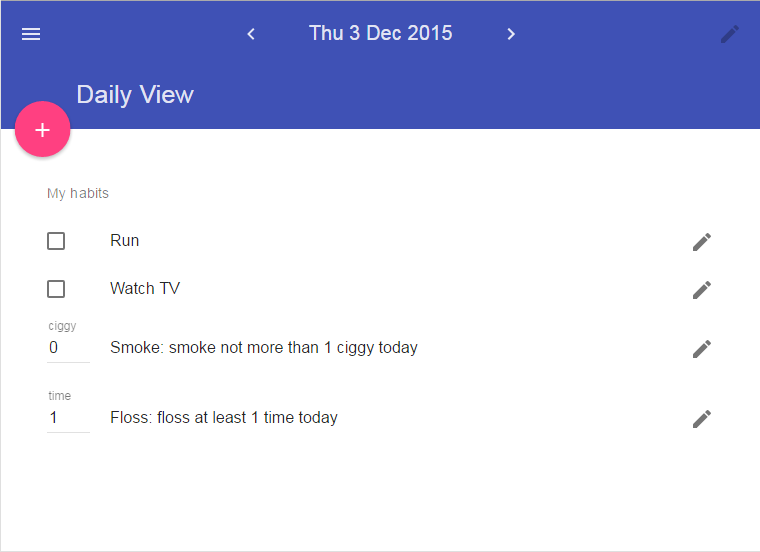 Thu 3 Dec 2015
Daily View
+
My habits
Run
Watch TV
ciggy
0
Smoke: smoke not more than 1 ciggy today
time
1
Floss: floss at least 1 time today